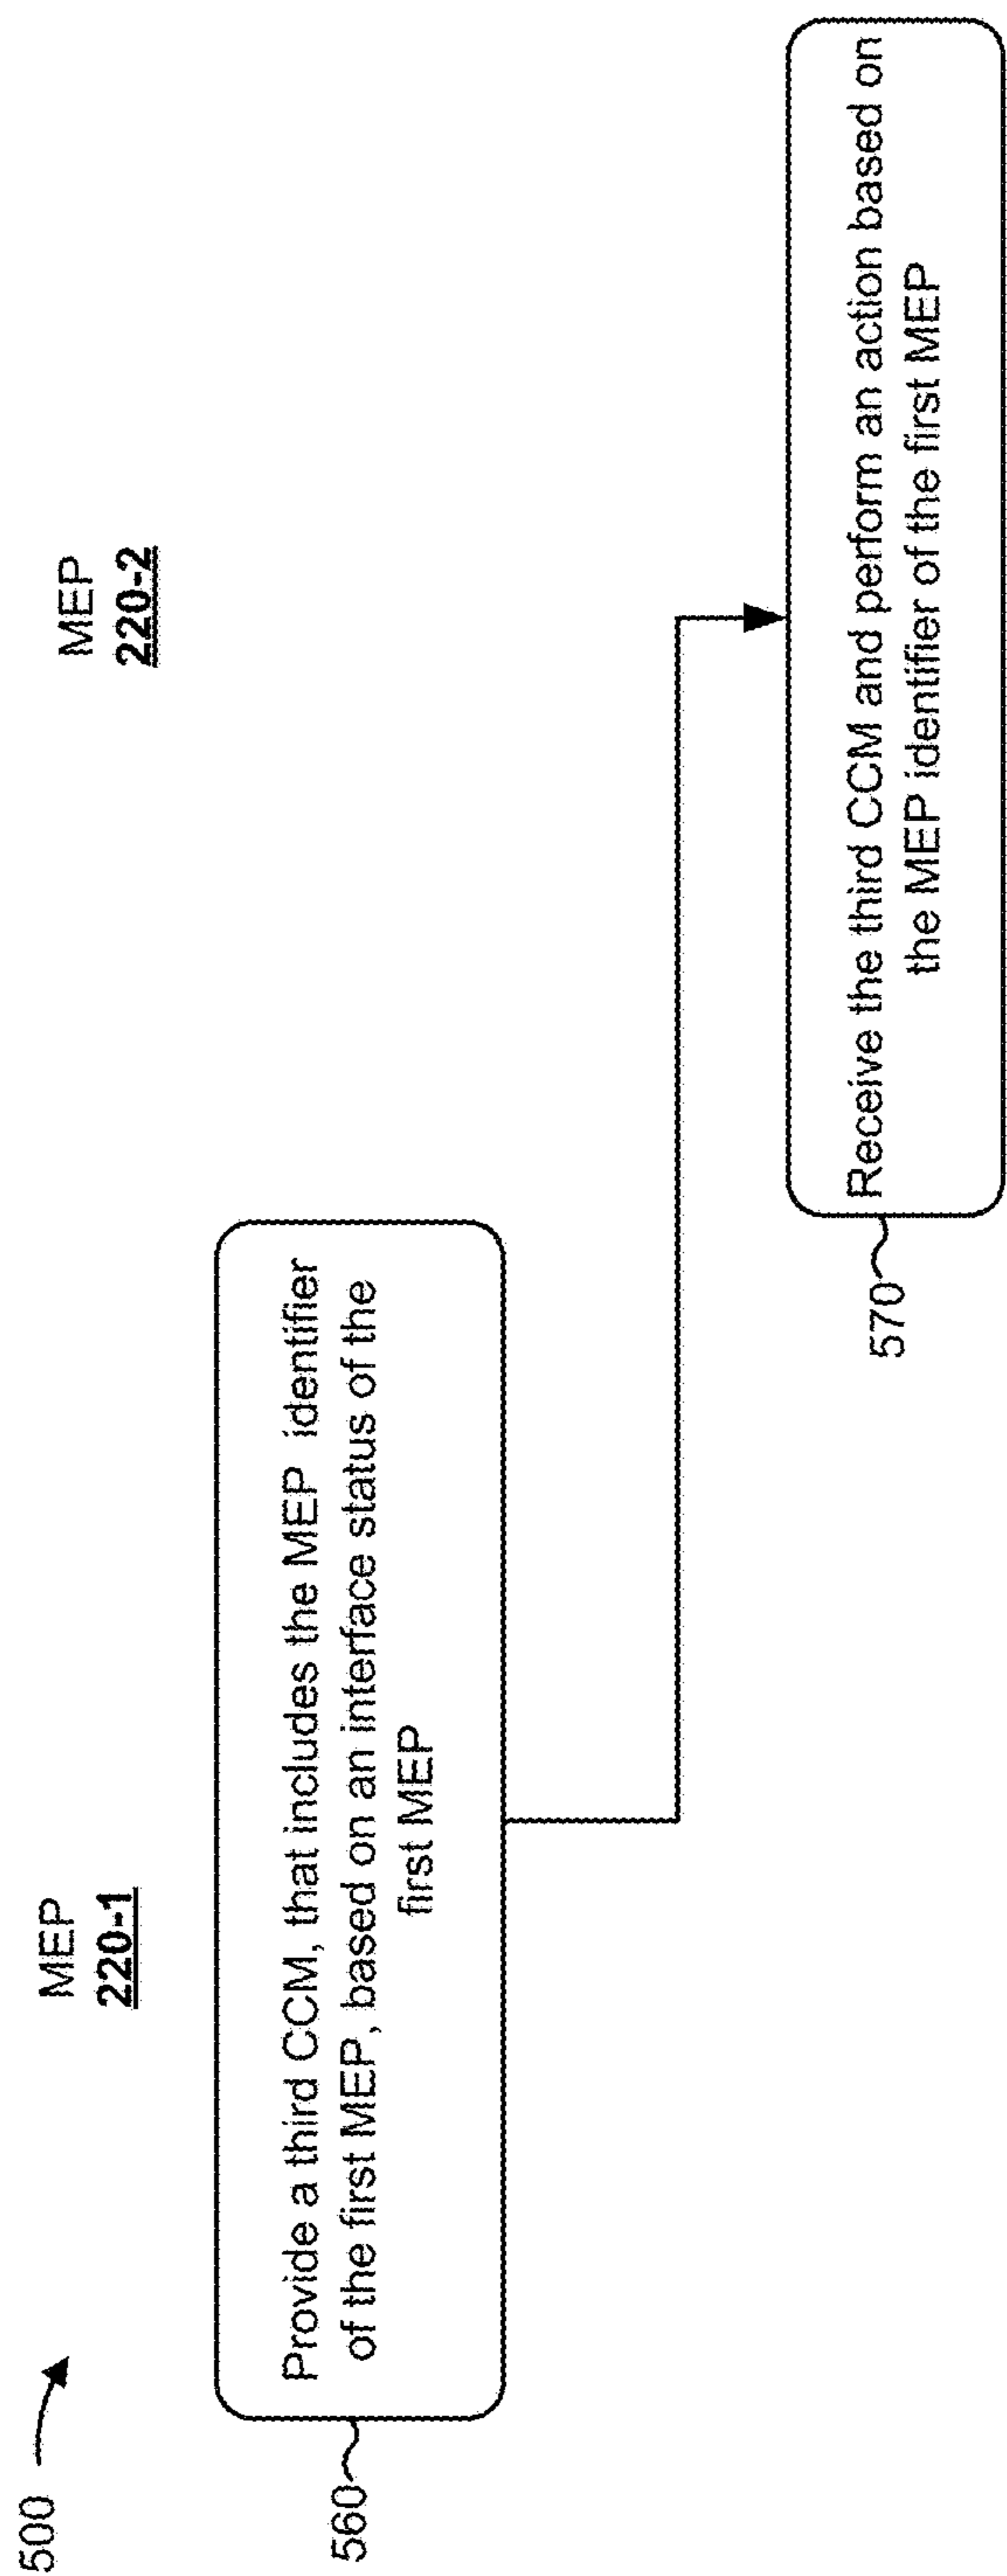 500
MEP
220-1
MEP
220-2
560
Provide a third CCM, that includes the MEP identifier
of the first MEP, based on an interface status of the
first MEP
570
Receive the third CCM and perform an action based on
the MEP identifier of the first MEP